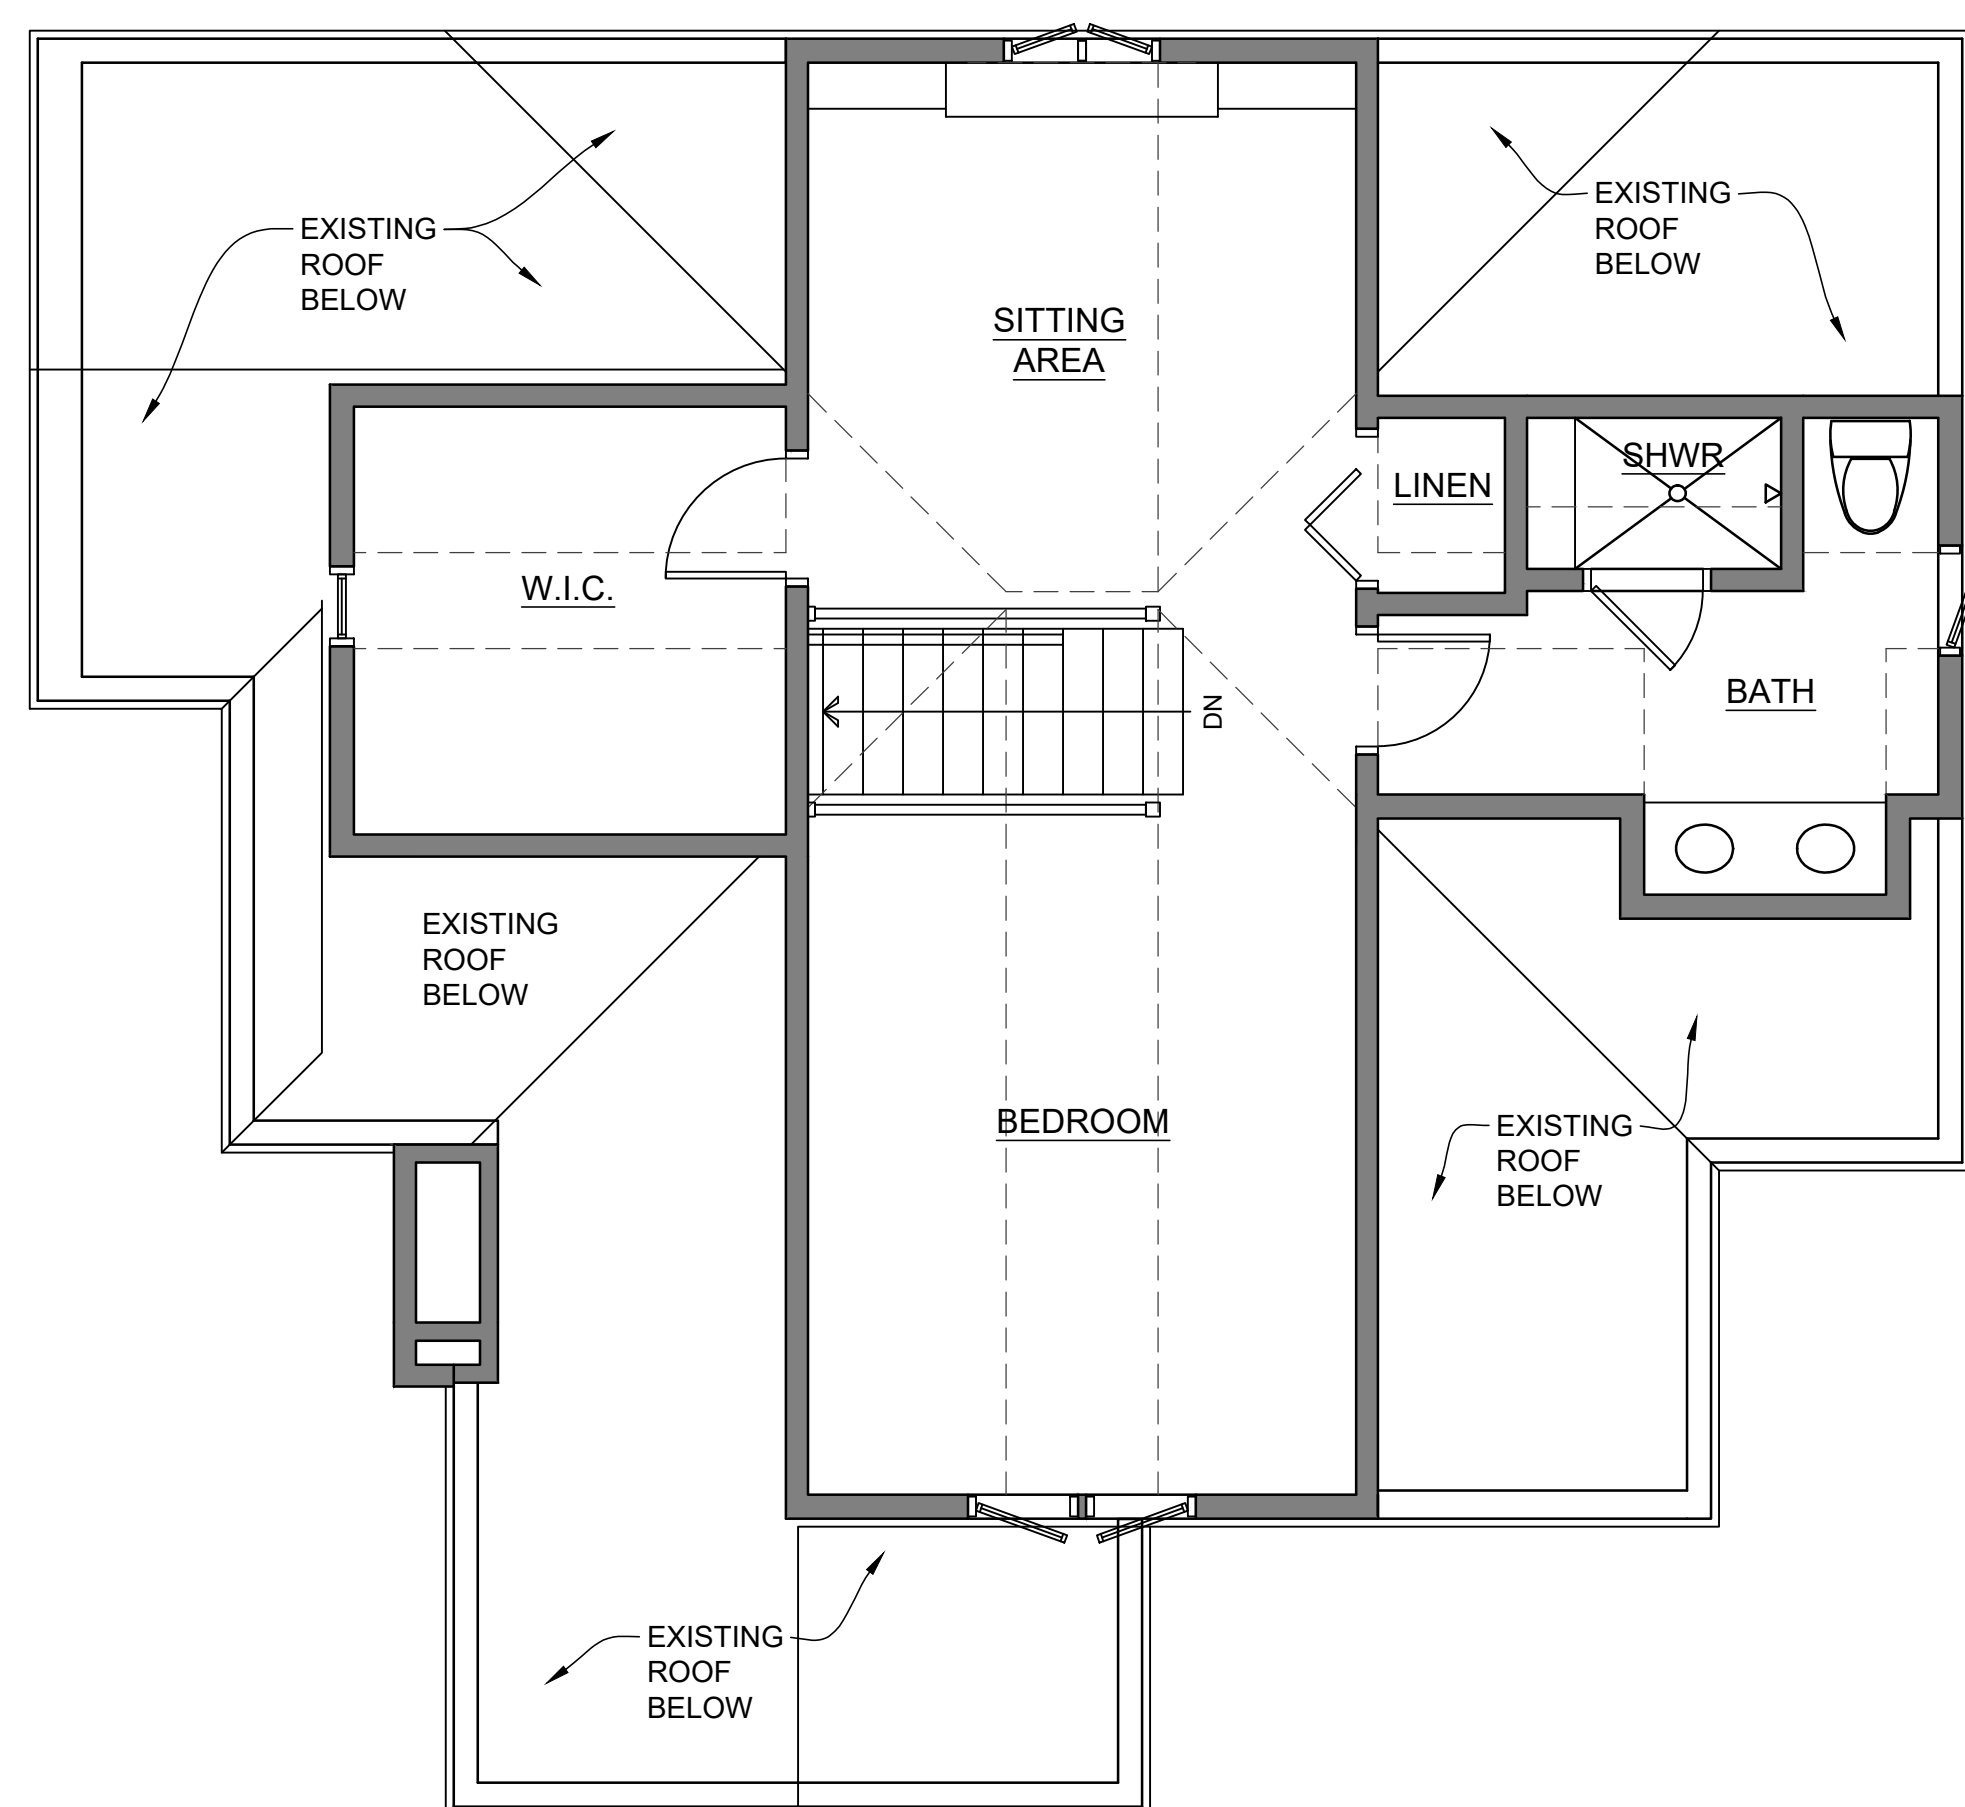 EXISTING
ROOF
BELOW
EXISTING
ROOF
BELOW
SITTING
AREA
SHWR
LINEN
W.I.C.
BATH
DN
EXISTING
ROOF
BELOW
BEDROOM
EXISTING
ROOF
BELOW
EXISTING
ROOF
BELOW